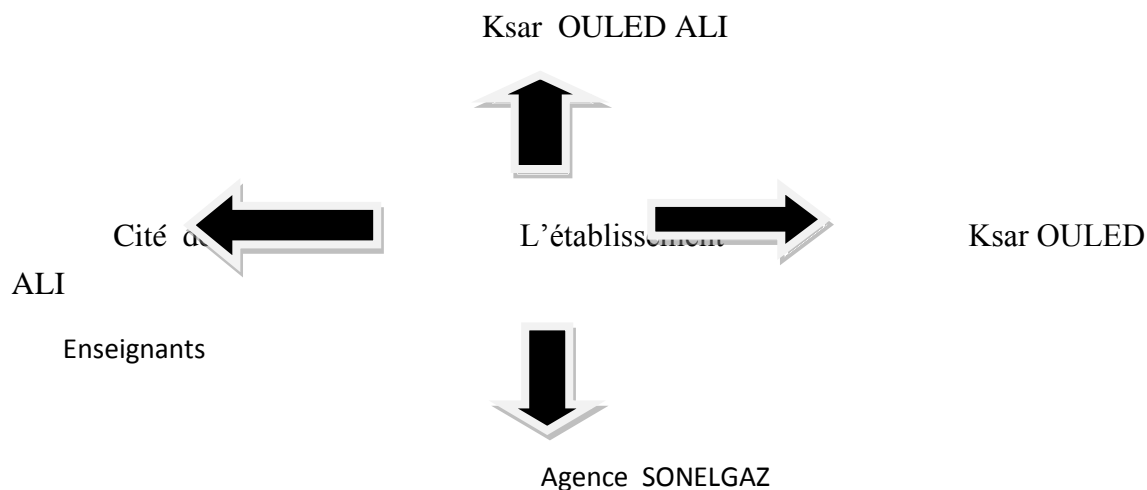 Ksar OULED ALI
Cité L’établissement Ksar OULED
ALI
Enseignants
Agence SONELGAZ